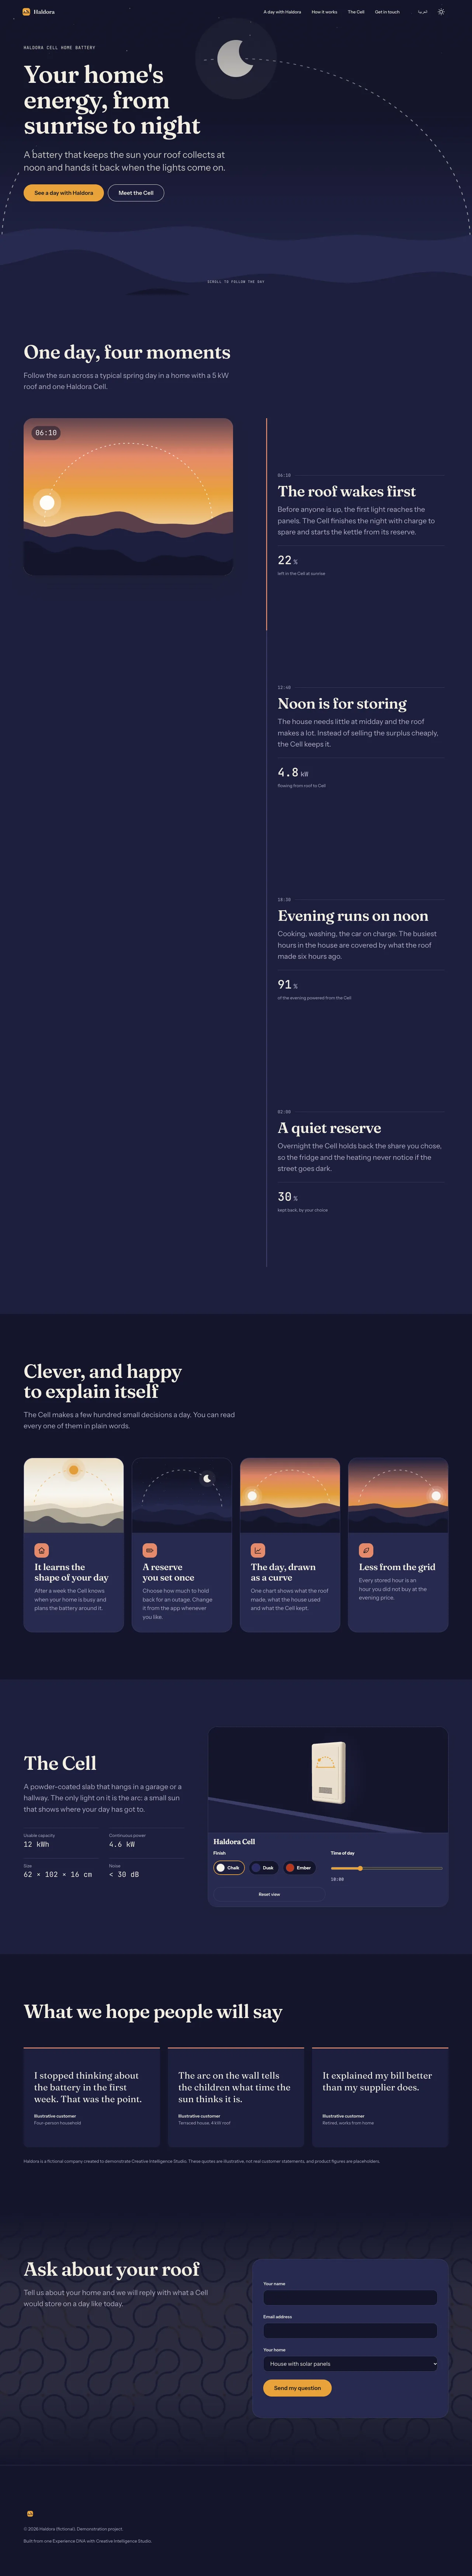 Haldora
A day with Haldora
How it works
The Cell
Get in touch
العربية
HALDORA CELL HOME BATTERY
Your home's
energy, from
sunrise to night
A battery that keeps the sun your roof collects at
noon and hands it back when the lights come on.
See a day with Haldora
Meet the Cell
SCROLL TO FOLLOW THE DAY
One day, four moments
Follow the sun across a typical spring day in a home with a 5 kW
roof and one Haldora Cell.
06:10
06:10
The roof wakes first
Before anyone is up, the first light reaches the
panels. The Cell finishes the night with charge to
spare and starts the kettle from its reserve.
22 %
left in the Cell at sunrise
12:40
Noon is for storing
The house needs little at midday and the roof
makes a lot. Instead of selling the surplus cheaply,
the Cell keeps it.
4.8 kW
flowing from roof to Cell
Evening runs on noon
Cooking, washing, the car on charge. The busiest
hours in the house are covered by what the roof
made six hours ago.
91 %
of the evening powered from the Cell
02:00
A quiet reserve
Overnight the Cell holds back the share you chose,
so the fridge and the heating never notice if the
street goes dark.
30 %
kept back, by your choice
Clever, and happy
to explain itself
The Cell makes a few hundred small decisions a day. You can read
every one of them in plain words.
It learns the
shape of your day
After a week the Cell knows
when your home is busy and
plans the battery around it.
A reserve
you set once
Choose how much to hold
back for an outage. Change
it from the app whenever
you like.
The day, drawn
as a curve
One chart shows what the roof
made, what the house used
and what the Cell kept.
Less from the grid
Every stored hour is an
hour you did not buy at the
evening price.
The Cell
A powder-coated slab that hangs in a garage or a
hallway. The only light on it is the arc: a small sun
that shows where your day has got to.
Usable capacity
12 kWh
Continuous power
4.6 kW
Size
62 × 102 × 16 cm
Noise
< 30 dB
Haldora Cell
Finish
Chalk
Dusk
Ember
Time of day
10:00
Reset view
What we hope people will say
I stopped thinking about
the battery in the first
week. That was the point.
Illustrative customer
Four-person household
The arc on the wall tells
the children what time the
sun thinks it is.
Illustrative customer
Terraced house, 4 kW roof
It explained my bill better
than my supplier does.
Illustrative customer
Retired, works from home
Haldora is a fictional company created to demonstrate Creative Intelligence Studio. These quotes are illustrative, not real customer statements, and product figures are placeholders.
Ask about your roof
Tell us about your home and we will reply with what a Cell
would store on a day like today.
Your name
Email address
Your home
House with solar panels
Send my question
© 2026 Haldora (fictional). Demonstration project.
Built from one Experience DNA with Creative Intelligence Studio.